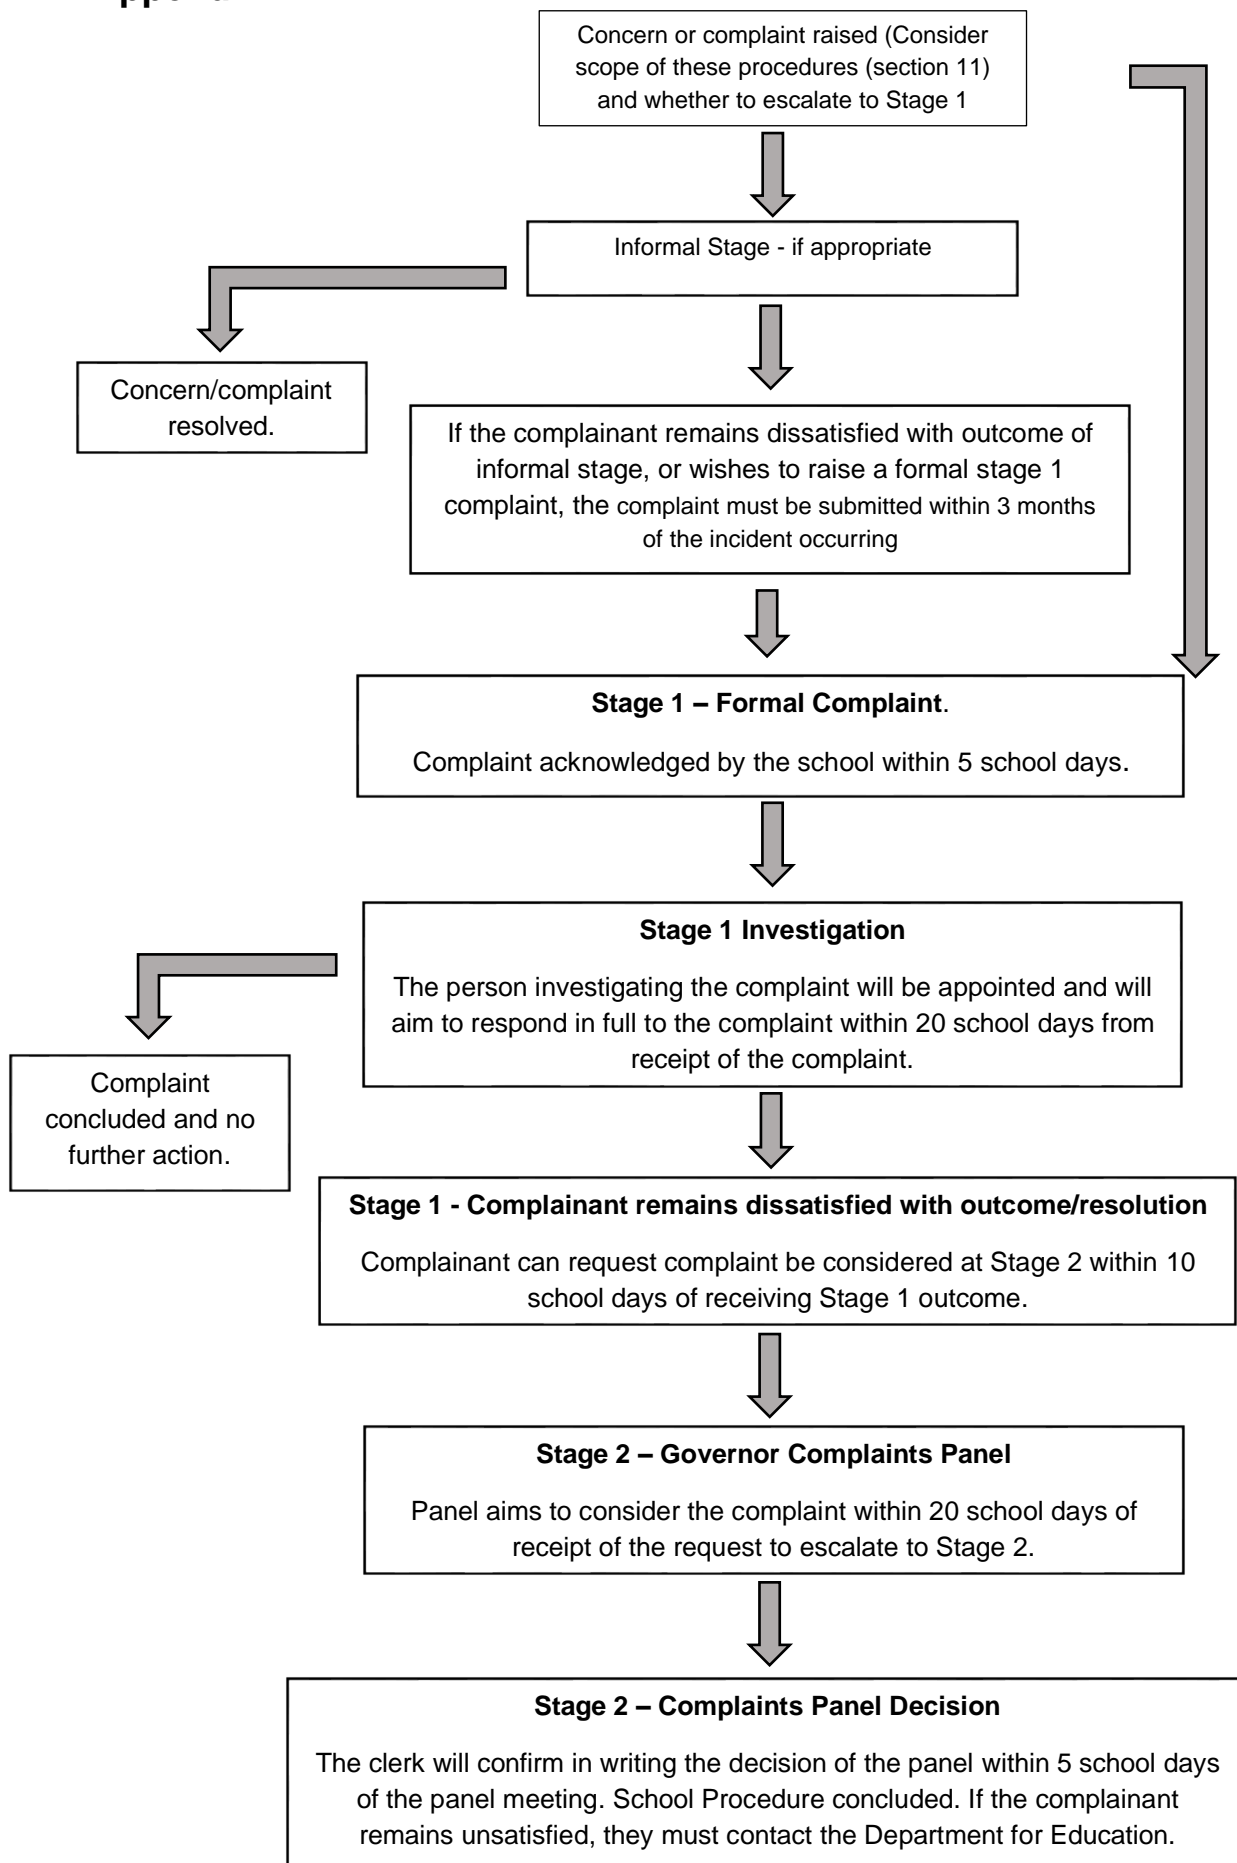 Concern or complaint raised (Consider
scope of these procedures (section 11)
and whether to escalate to Stage 1
Informal Stage - if appropriate
Concern/complaint
resolved.
If the complainant remains dissatisfied with outcome of
informal stage, or wishes to raise a formal stage 1
complaint, the complaint must be submitted within 3 months
of the incident occurring
Stage 1 – Formal Complaint.
Complaint acknowledged by the school within 5 school days.
Stage 1 Investigation
The person investigating the complaint will be appointed and will
aim to respond in full to the complaint within 20 school days from
receipt of the complaint.
Complaint
concluded and no
further action.
Stage 1 - Complainant remains dissatisfied with outcome/resolution
Complainant can request complaint be considered at Stage 2 within 10
school days of receiving Stage 1 outcome.
Stage 2 – Governor Complaints Panel
Panel aims to consider the complaint within 20 school days of
receipt of the request to escalate to Stage 2.
Stage 2 – Complaints Panel Decision
The clerk will confirm in writing the decision of the panel within 5 school days
of the panel meeting. School Procedure concluded. If the complainant
remains unsatisfied, they must contact the Department for Education.